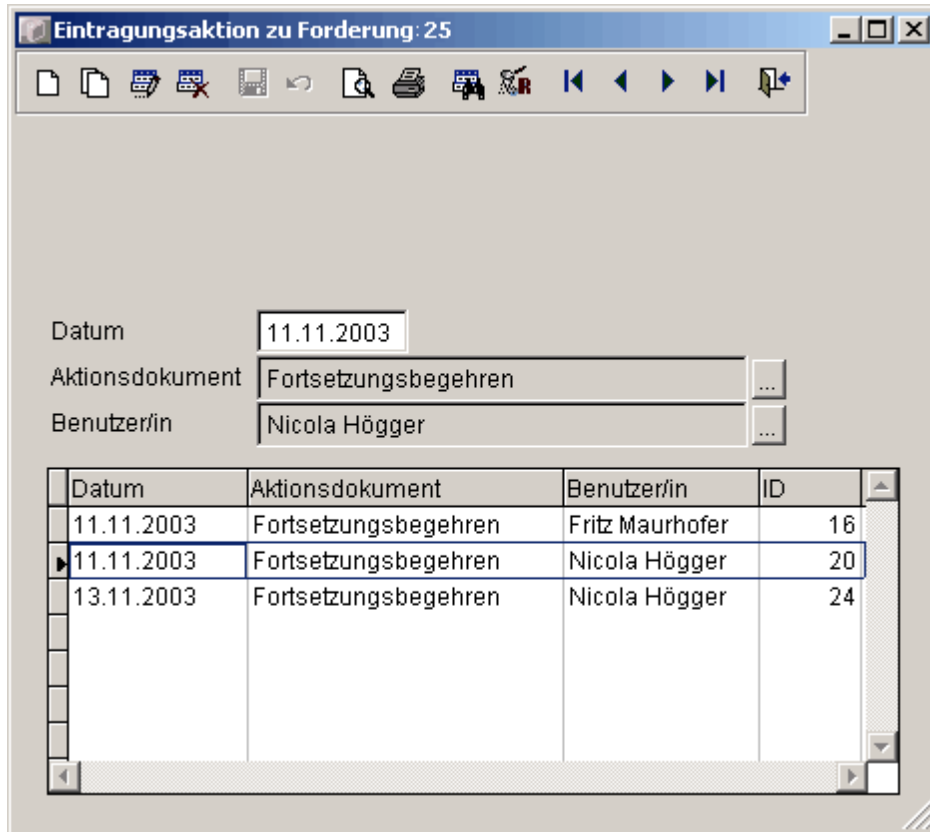 Eintragungsaktion zu Forderung: 25
R
Datum 11.11.2003
Aktionsdokument Fortsetzungsbegehren ...
Benutzer/in Nicola Högger ...
Datum Aktionsdokument Benutzer/in ID
11.11.2003 Fortsetzungsbegehren Fritz Maurhofer 16
11.11.2003 Fortsetzungsbegehren Nicola Högger 20
13.11.2003 Fortsetzungsbegehren Nicola Högger 24